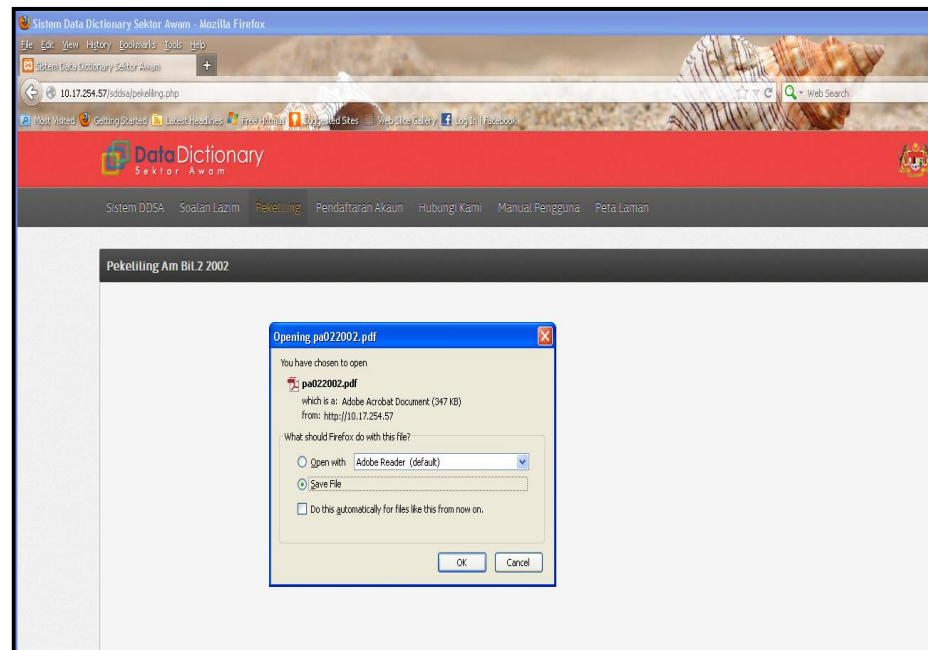 Sistem Data Dictionary Sektor Awam - Mozilla Firefox
File Edit View History Bookmarks Tools Help
Sistem Data Dictionary Sektor Awam +
10.17.254.57/sddsa/pekeliling.php
Web Search
Most Visited Getting Started Latest Headlines Free Hotmail Suggested Sites Web Slice Gallery Log In | Facebook
Data Dictionary
Sektor Awam
Sistem DDSA Soalan Lazim Pekeliling Pendaftaran Akaun Hubungi Kami Manual Pengguna Peta Laman
Pekeliling Am Bil.2 2002
Opening pa022002.pdf
You have chosen to open
pa022002.pdf
which is a: Adobe Acrobat Document (347 KB)
from: http://10.17.254.57
What should Firefox do with this file?
Open with Adobe Reader (default)
Save File
Do this automatically for files like this from now on.
OK Cancel